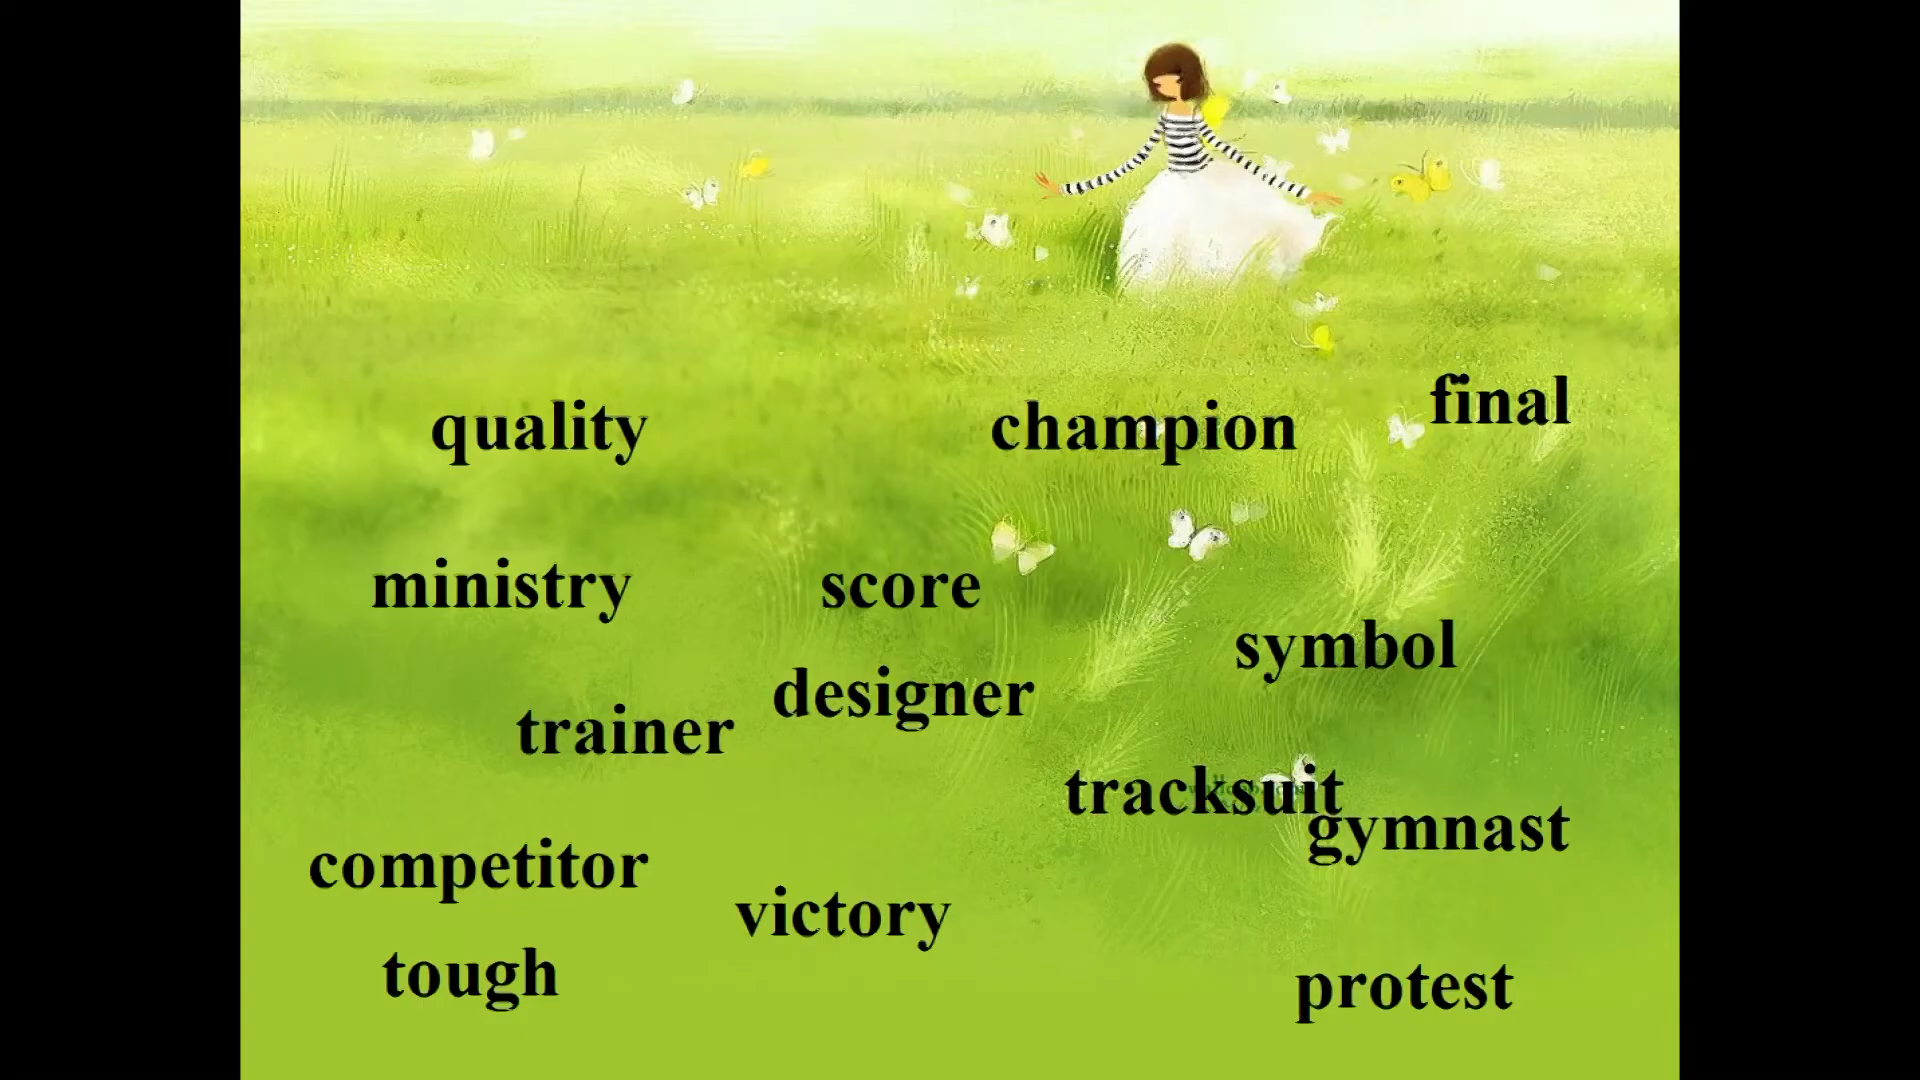 quality
champion
final
ministry
score
symbol
designer
trainer
tracksuit
gymnast
competitor
victory
tough
protest